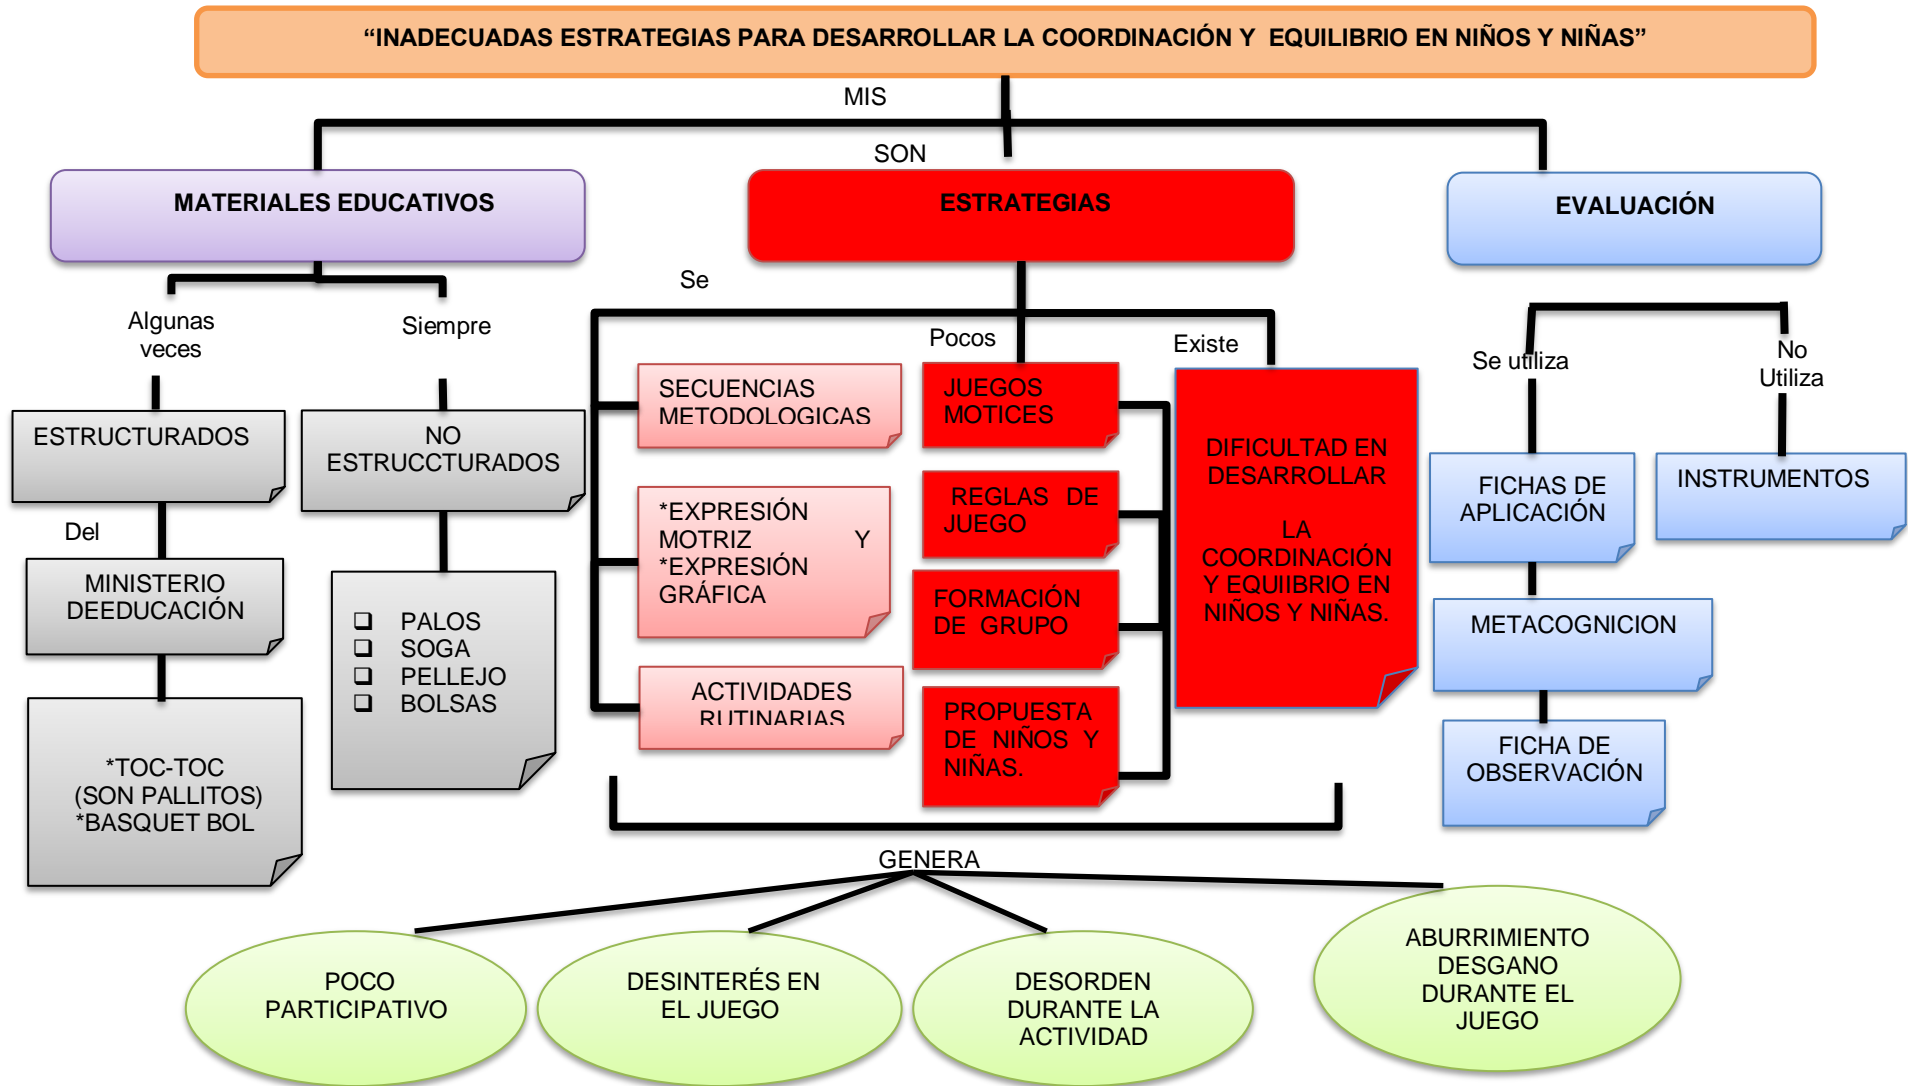 “INADECUADAS ESTRATEGIAS PARA DESARROLLAR LA COORDINACIÓN Y EQUILIBRIO EN NIÑOS Y NIÑAS”
MIS
SON
MATERIALES EDUCATIVOS
ESTRATEGIAS
EVALUACIÓN
Algunas
veces
Siempre
ESTRUCTURADOS
NO
ESTRUCCTURADOS
Del
MINISTERIO
DEEDUCACIÓN
PALOS
SOGA
PELLEJO
BOLSAS
*TOC-TOC
(SON PALLITOS)
*BASQUET BOL
Se
Pocos
Existe
SECUENCIAS
METODOLOGICAS
*EXPRESIÓN
MOTRIZ Y
*EXPRESIÓN
GRÁFICA
ACTIVIDADES
RUTINARIAS
JUEGOS
MOTICES
REGLAS DE
JUEGO
FORMACIÓN
DE GRUPO
PROPUESTA
DE NIÑOS Y
NIÑAS.
DIFICULTAD EN
DESARROLLAR
LA
COORDINACIÓN
Y EQUIIBRIO EN
NIÑOS Y NIÑAS.
Se utiliza
No
Utiliza
FICHAS DE
APLICACIÓN
INSTRUMENTOS
METACOGNICION
FICHA DE
OBSERVACIÓN
GENERA
POCO
PARTICIPATIVO
DESINTERÉS EN
EL JUEGO
DESORDEN
DURANTE LA
ACTIVIDAD
ABURRIMIENTO
DESGANO
DURANTE EL
JUEGO